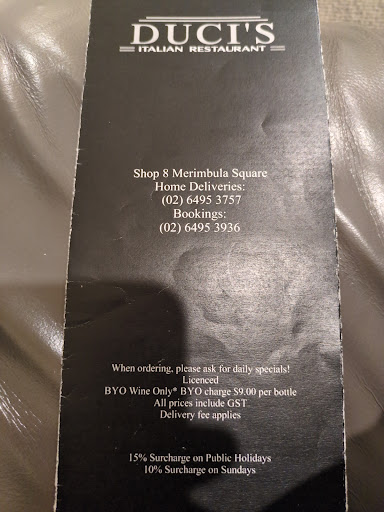 DUCI'S
ITALIAN RESTAURANT
Shop 8 Merimbula Square
Home Deliveries:
(02) 6495 3757
Bookings:
(02) 6495 3936
When ordering, please ask for daily specials!
Licenced
BYO Wine Only* BYO charge $9.00 per bottle
All prices include GST
Delivery fee applies
15% Surcharge on Public Holidays
10% Surcharge on Sundays